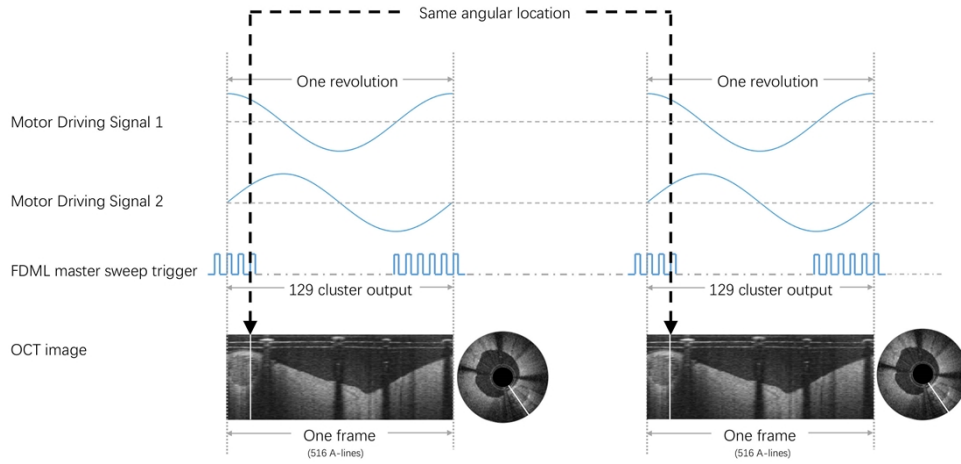 Same angular location
One revolution
One revolution
Motor Driving Signal 1
Motor Driving Signal 2
FDML master sweep trigger
129 cluster output
129 cluster output
OCT image
One frame
(516 A-lines)
One frame
(516 A-lines)